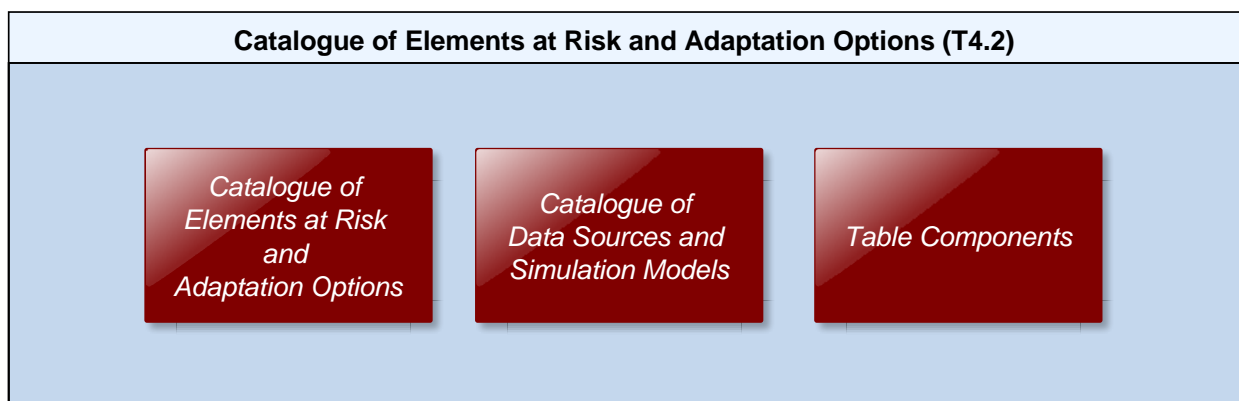 Catalogue of Elements at Risk and Adaptation Options (T4.2)
Catalogue of
Elements at Risk
and
Adaptation Options
Catalogue of
Data Sources and
Simulation Models
Table Components